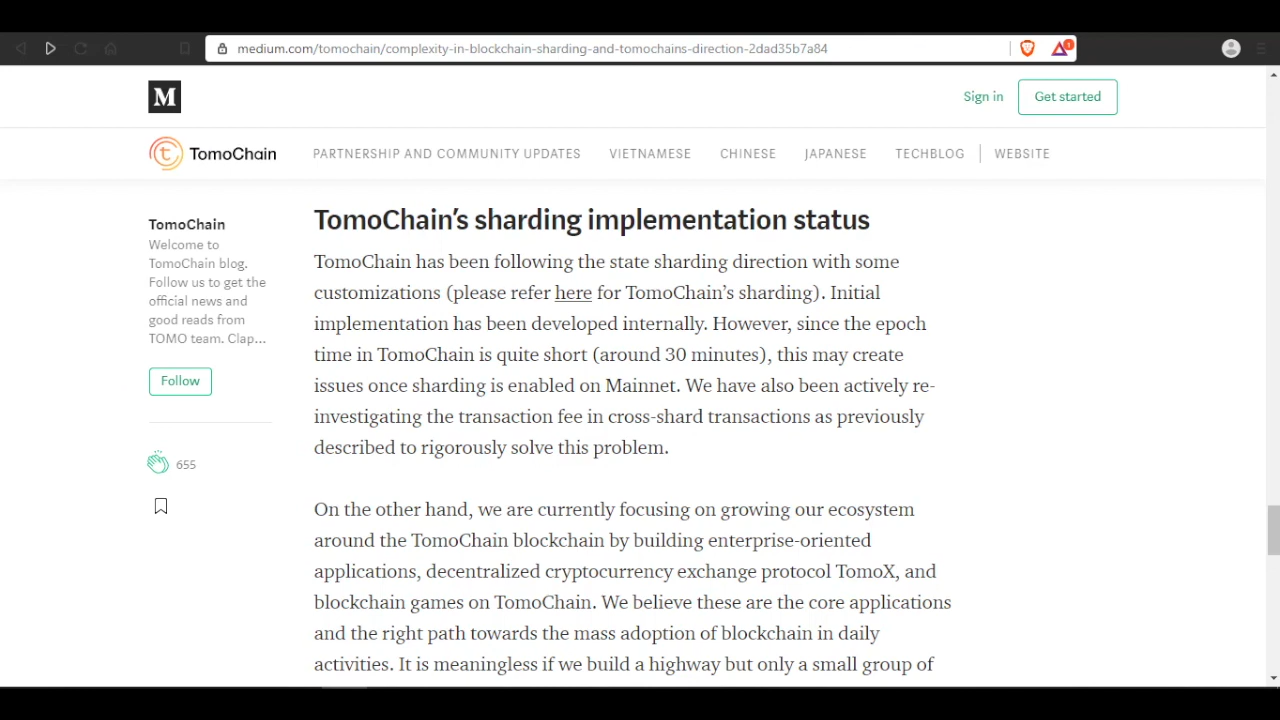 medium.com/tomochain/complexity-in-blockchain-sharding-and-tomochains-direction-2dad35b7a84
1
M
Sign in
Get started
t
TomoChain
PARTNERSHIP AND COMMUNITY UPDATES
VIETNAMESE
CHINESE
JAPANESE
TECHBLOG
WEBSITE
TomoChain
Welcome to
TomoChain blog.
Follow us to get the
official news and
good reads from
TOMO team. Clap...
Follow
655
TomoChain's sharding implementation status
TomoChain has been following the state sharding direction with some
customizations (please refer here for TomoChain's sharding). Initial
implementation has been developed internally. However, since the epoch
time in TomoChain is quite short (around 30 minutes), this may create
issues once sharding is enabled on Mainnet. We have also been actively re-
investigating the transaction fee in cross-shard transactions as previously
described to rigorously solve this problem.
On the other hand, we are currently focusing on growing our ecosystem
around the TomoChain blockchain by building enterprise-oriented
applications, decentralized cryptocurrency exchange protocol TomoX, and
blockchain games on TomoChain. We believe these are the core applications
and the right path towards the mass adoption of blockchain in daily
activities. It is meaningless if we build a highway but only a small group of